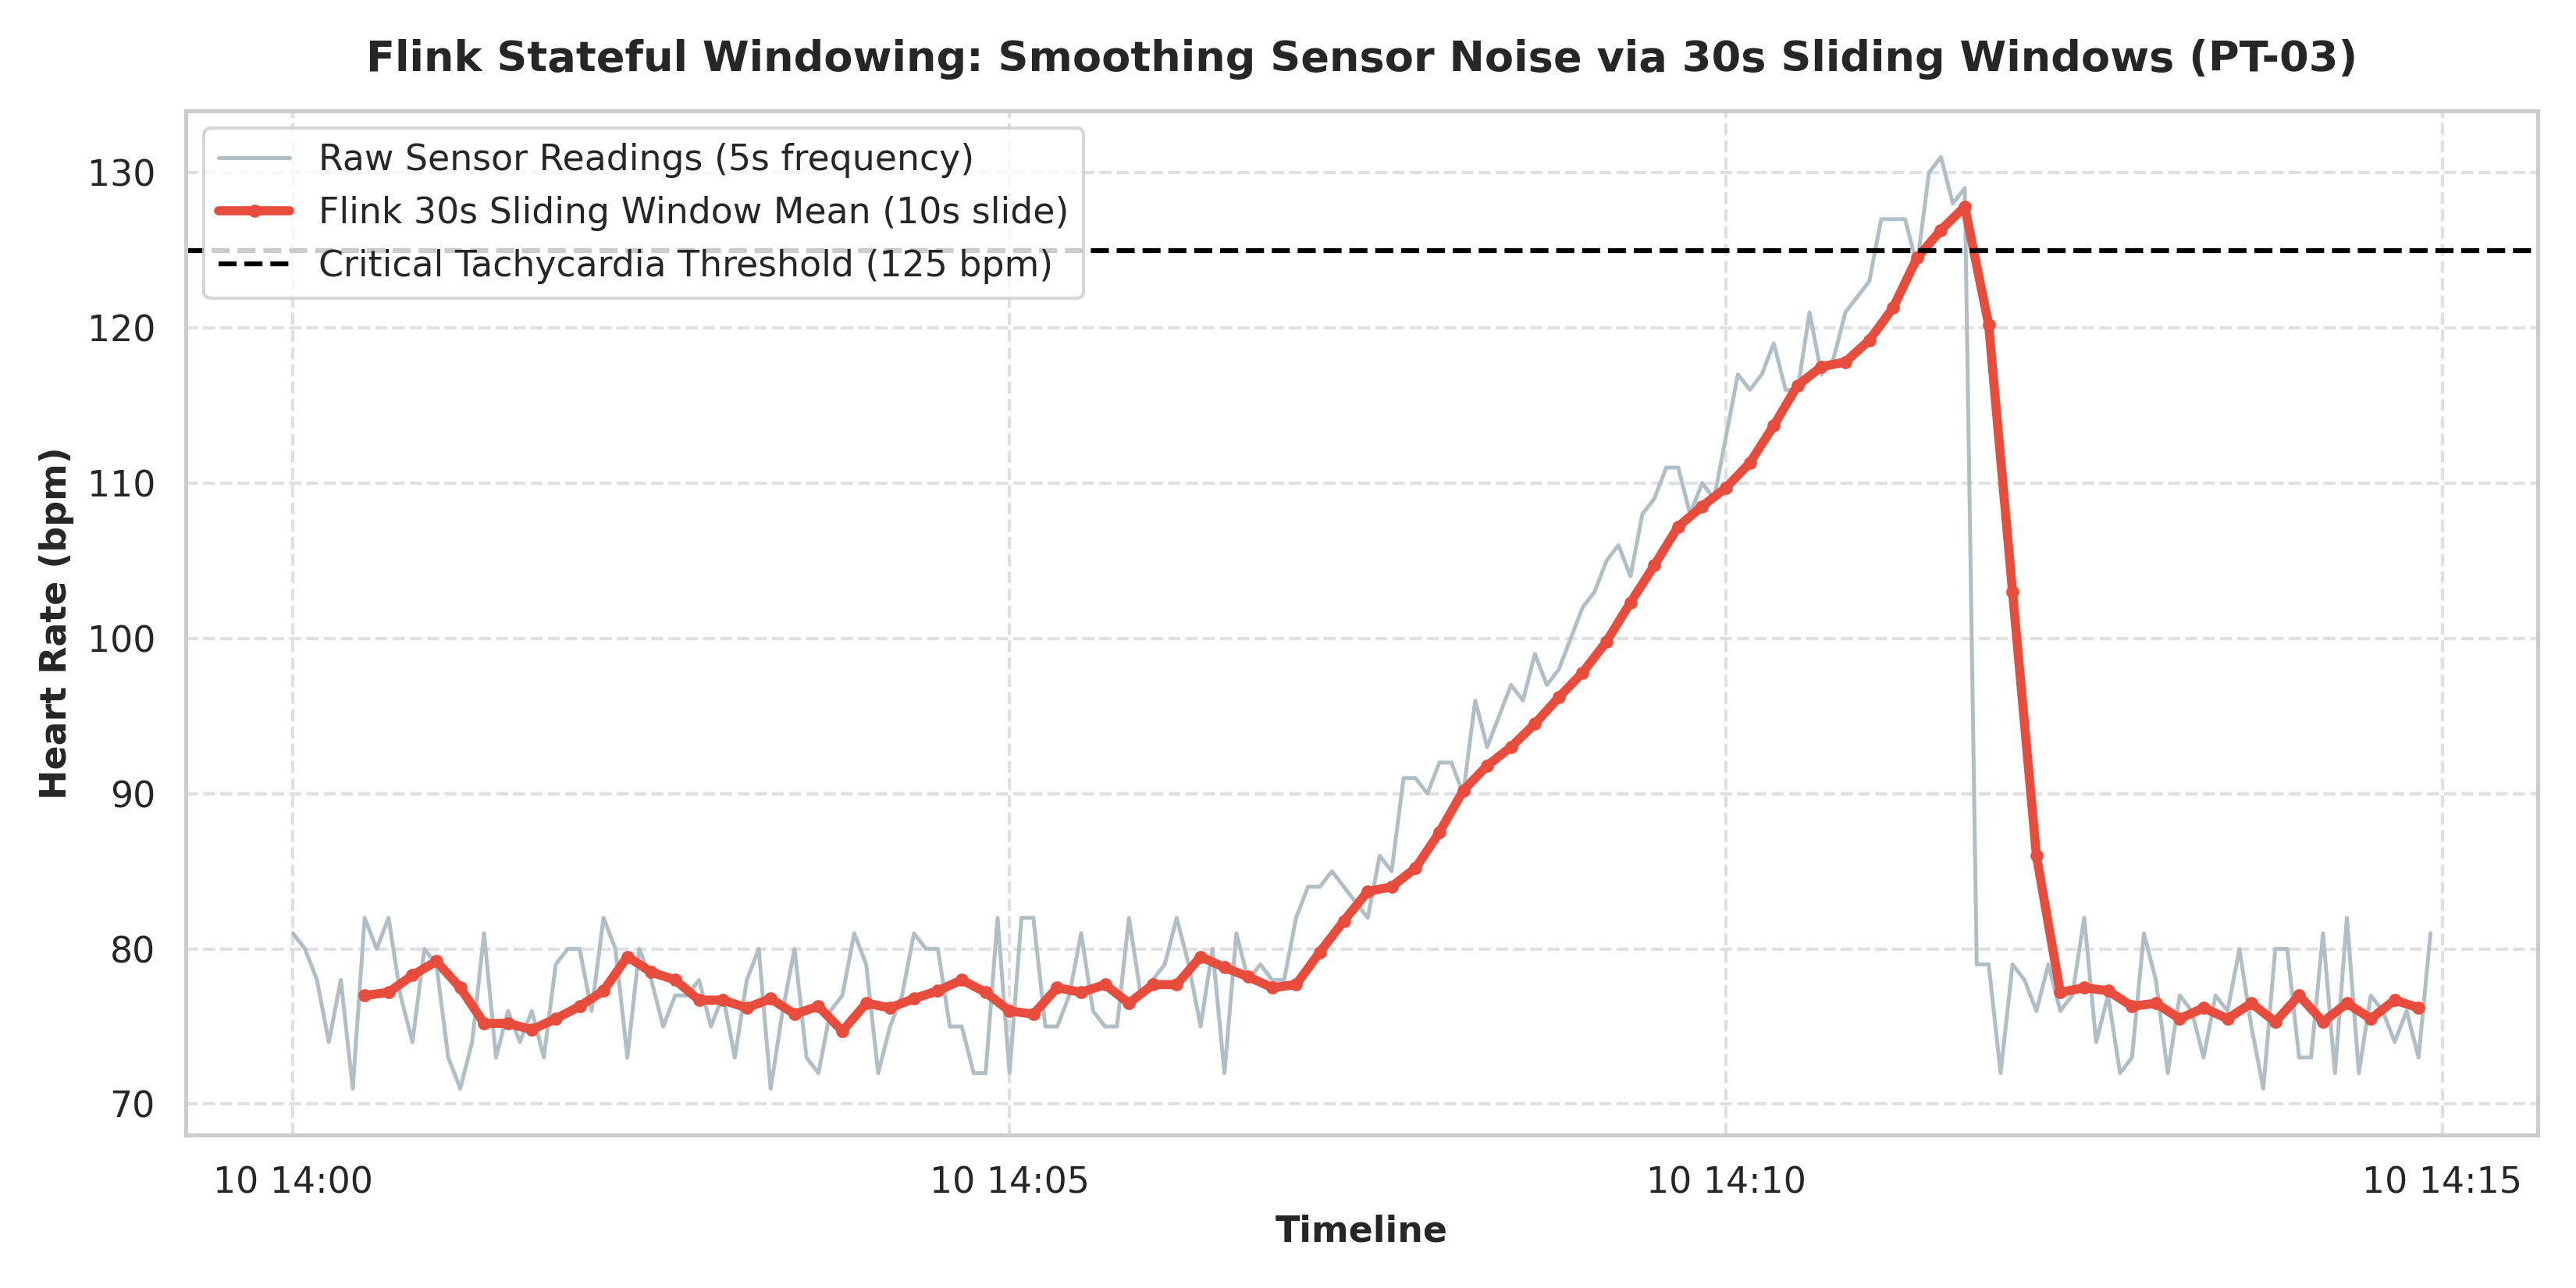 Flink Stateful Windowing: Smoothing Sensor Noise via 30s Sliding Windows (PT-03)
Raw Sensor Readings (5s frequency)
Flink 30s Sliding Window Mean (10s slide)
Critical Tachycardia Threshold (125 bpm)
Heart Rate (bpm)
130
120
110
100
90
80
70
10 14:00
10 14:05
10 14:10
10 14:15
Timeline